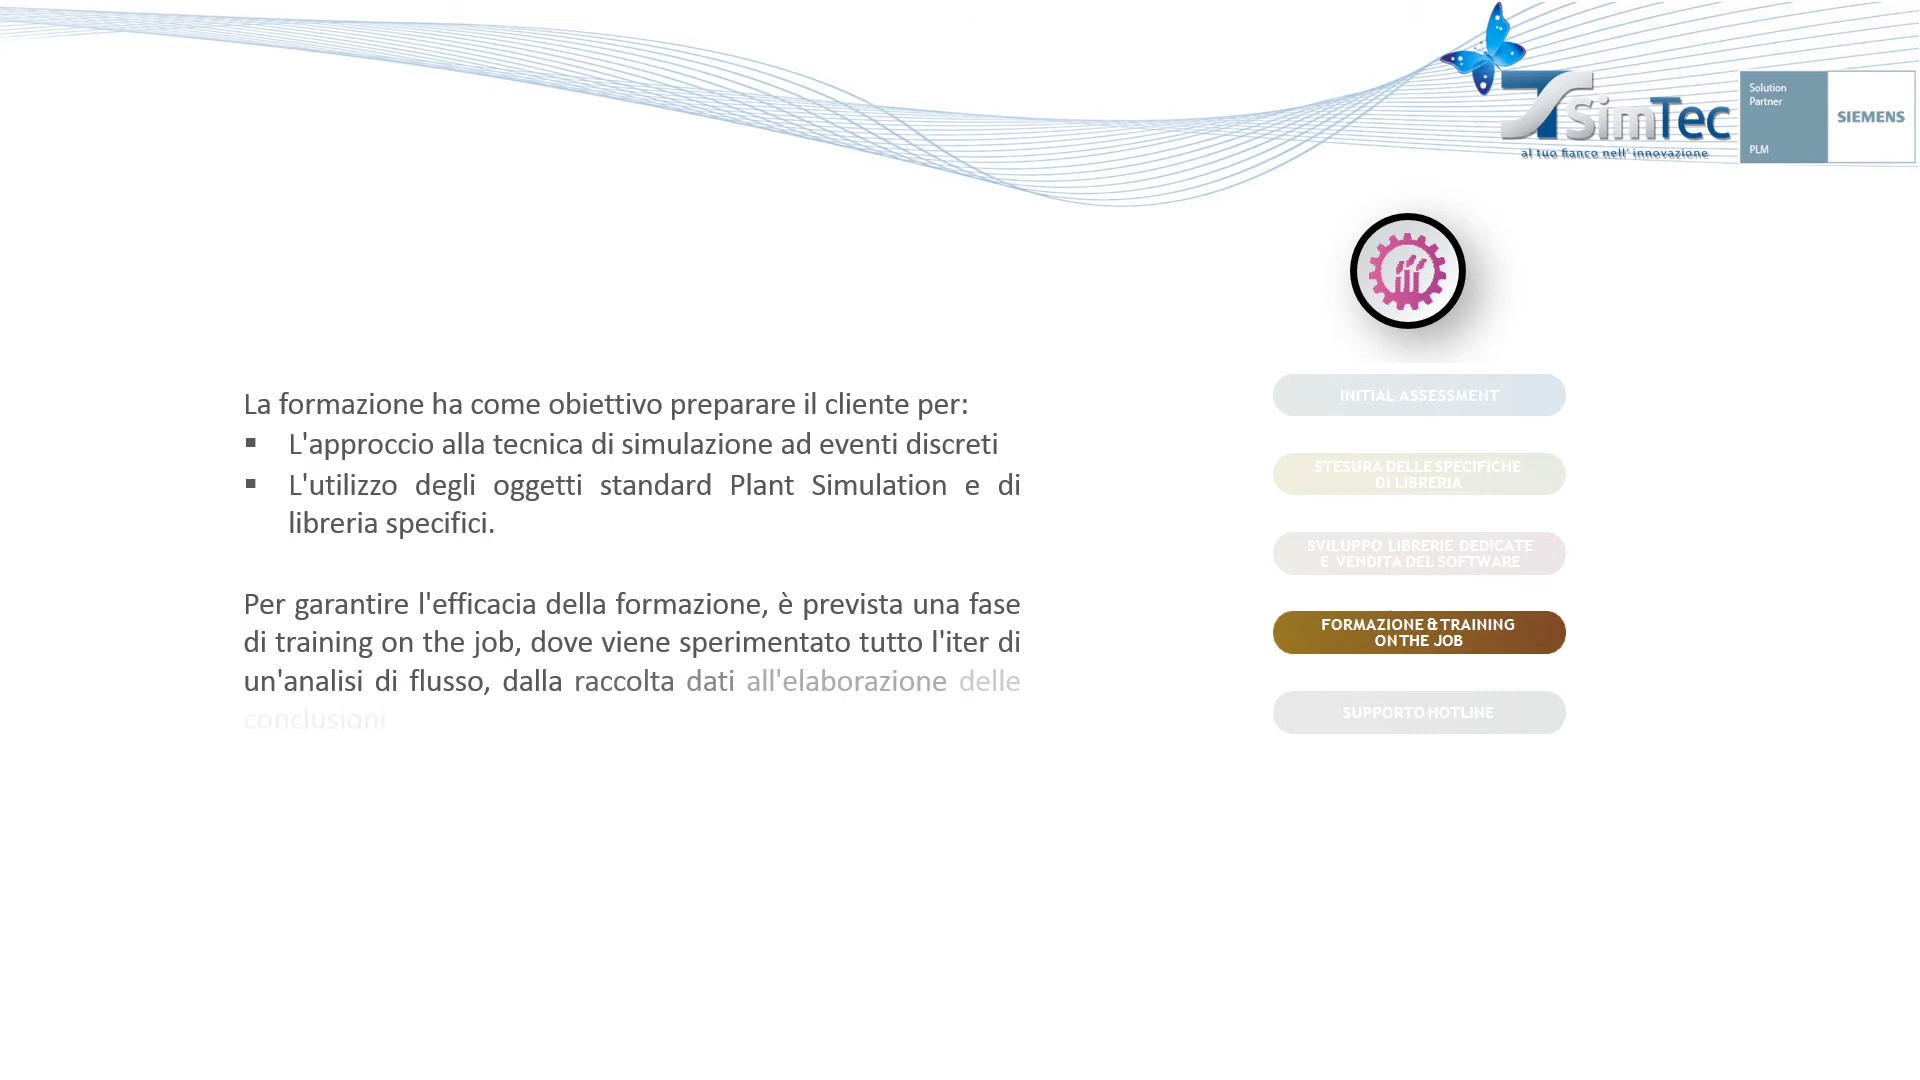 SimTec
al tuo fianco nell' innovazione
Solution
Partner
PLM
SIEMENS
La formazione ha come obiettivo preparare il cliente per:
▪ L'approccio alla tecnica di simulazione ad eventi discreti
▪ L'utilizzo degli oggetti standard Plant Simulation e di
libreria specifici.
Per garantire l'efficacia della formazione, è prevista una fase
di training on the job, dove viene sperimentato tutto l'iter di
un'analisi di flusso, dalla raccolta dati all'elaborazione delle
conclusioni
INITIAL ASSESSMENT
STESURA DELLE SPECIFICHE
DI LIBRERIA
SVILUPPO LIBRERIE DEDICATE
E VENDITA DEL SOFTWARE
FORMAZIONE & TRAINING
ON THE JOB
SUPPORTO HOTLINE